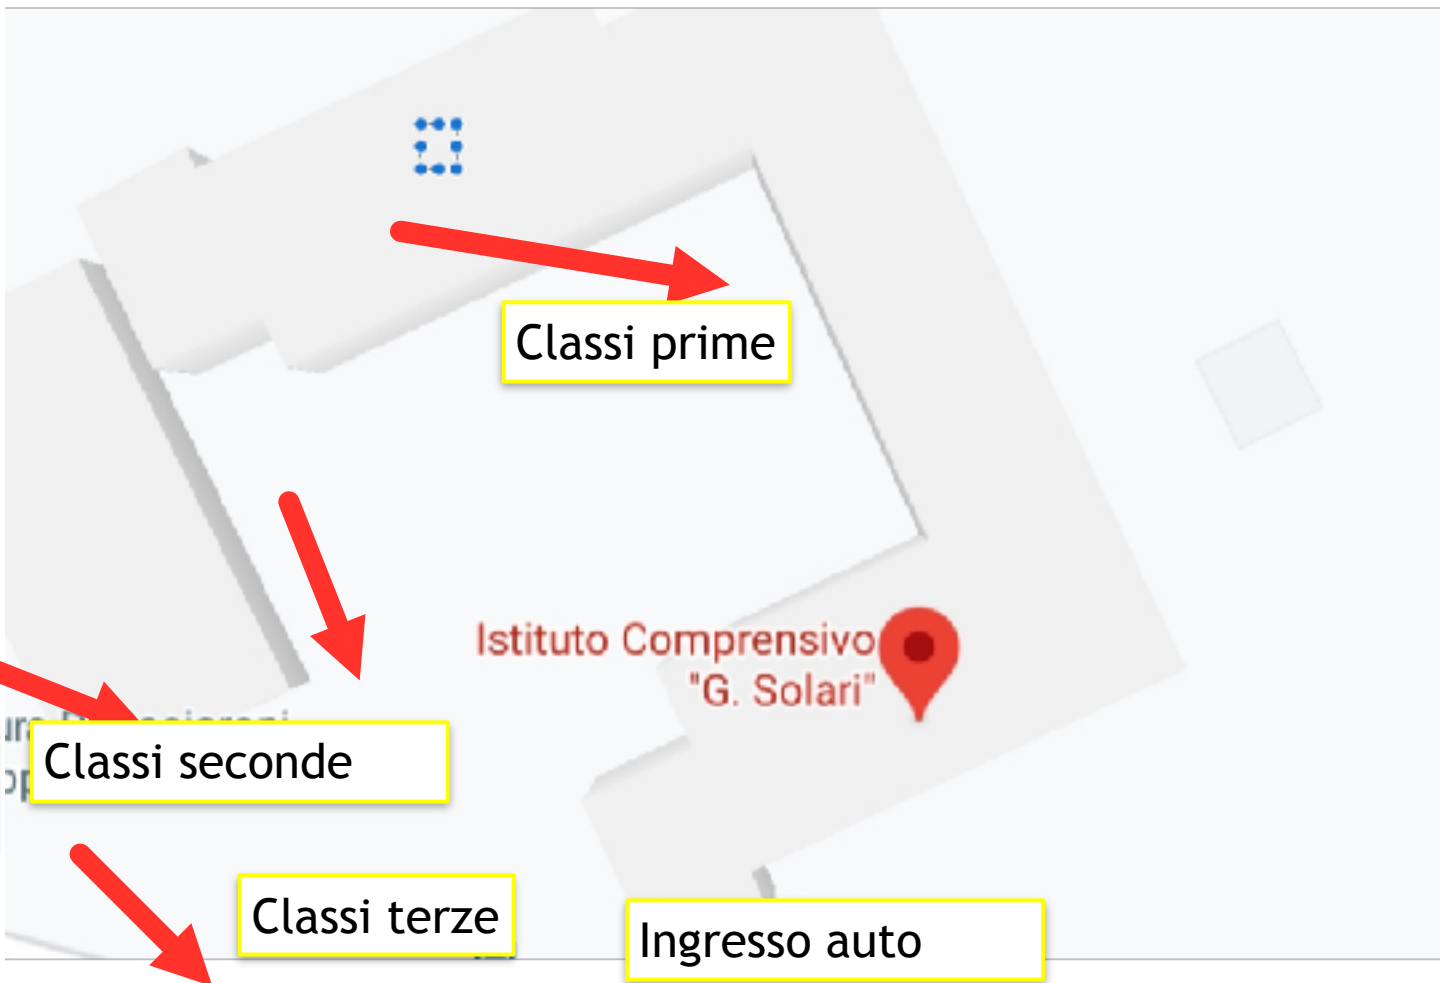 Classi prime
Istituto Comprensivo
"G. Solari"
Classi seconde
Classi terze
Ingresso auto